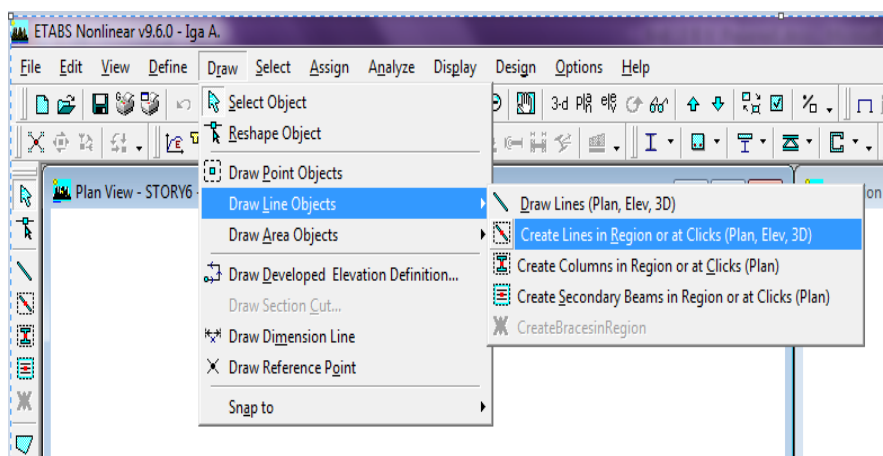 ETABS Nonlinear v9.6.0 - Iga A.
File Edit View Define Draw Select Assign Analyze Display Design Options Help
Select Object
3-d
Reshape Object
Draw Point Objects
Plan View - STORY6 -
Draw Line Objects
Draw Lines (Plan, Elev, 3D)
Draw Area Objects
Create Lines in Region or at Clicks (Plan, Elev, 3D)
Create Columns in Region or at Clicks (Plan)
Draw Developed Elevation Definition...
Draw Section Cut...
Create Secondary Beams in Region or at Clicks (Plan)
CreateBracesinRegion
Draw Dimension Line
Draw Reference Point
Snap to